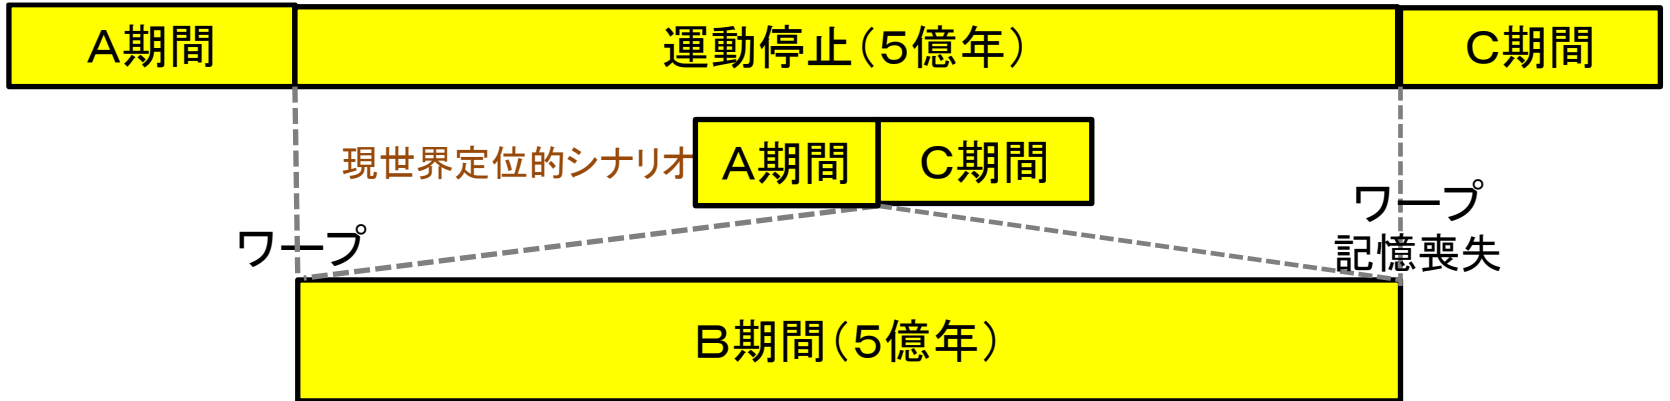 A期間
運動停止（5億年）
C期間
現世界定位的シナリオ
A期間
C期間
ワープ
ワープ
記憶喪失
B期間（5億年）